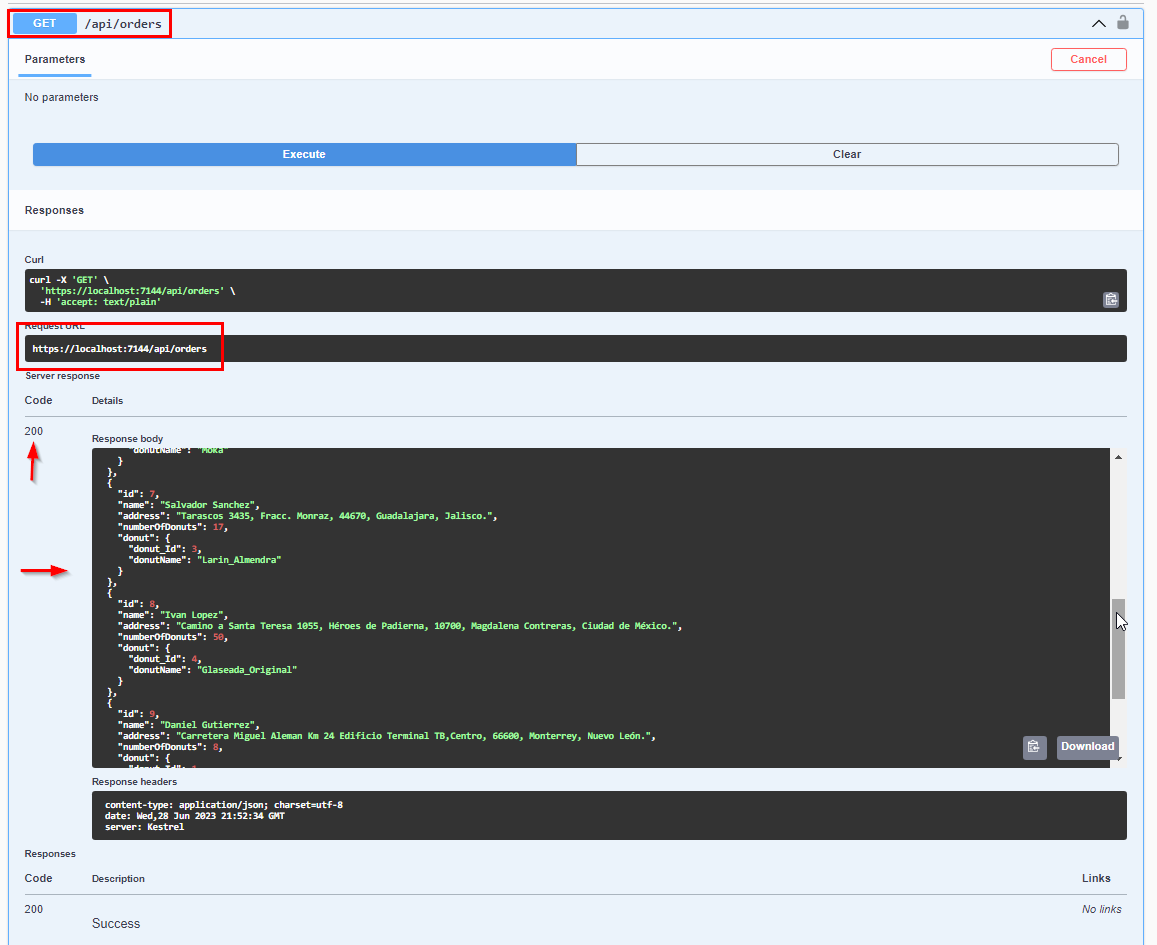 GET /api/orders
Parameters
Cancel
No parameters
Execute
Clear
Responses
Curl
curl -X 'GET' \
'https://localhost:7144/api/orders' \
-H 'accept: text/plain'
Request URL
https://localhost:7144/api/orders
Server response
Code Details
200
Response body
"donutName": "Moka"
}
},
{
"id": 7,
"name": "Salvador Sanchez",
"address": "Tarascos 3435, Fracc. Monraz, 44670, Guadalajara, Jalisco.",
"numberOfDonuts": 17,
"donut": {
"donut_Id": 3,
"donutName": "Larin_Almendra"
}
},
{
"id": 8,
"name": "Ivan Lopez",
"address": "Camino a Santa Teresa 1055, Héroes de Padierna, 10700, Magdalena Contreras, Ciudad de México.",
"numberOfDonuts": 50,
"donut": {
"donut_Id": 4,
"donutName": "Glaseada_Original"
}
},
{
"id": 9,
"name": "Daniel Gutierrez",
"address": "Carretera Miguel Aleman Km 24 Edificio Terminal TB,Centro, 66600, Monterrey, Nuevo León.",
"numberOfDonuts": 8,
"donut": {
Download
Response headers
content-type: application/json; charset=utf-8
date: Wed,28 Jun 2023 21:52:34 GMT
server: Kestrel
Responses
Code Description Links
200
Success
No links